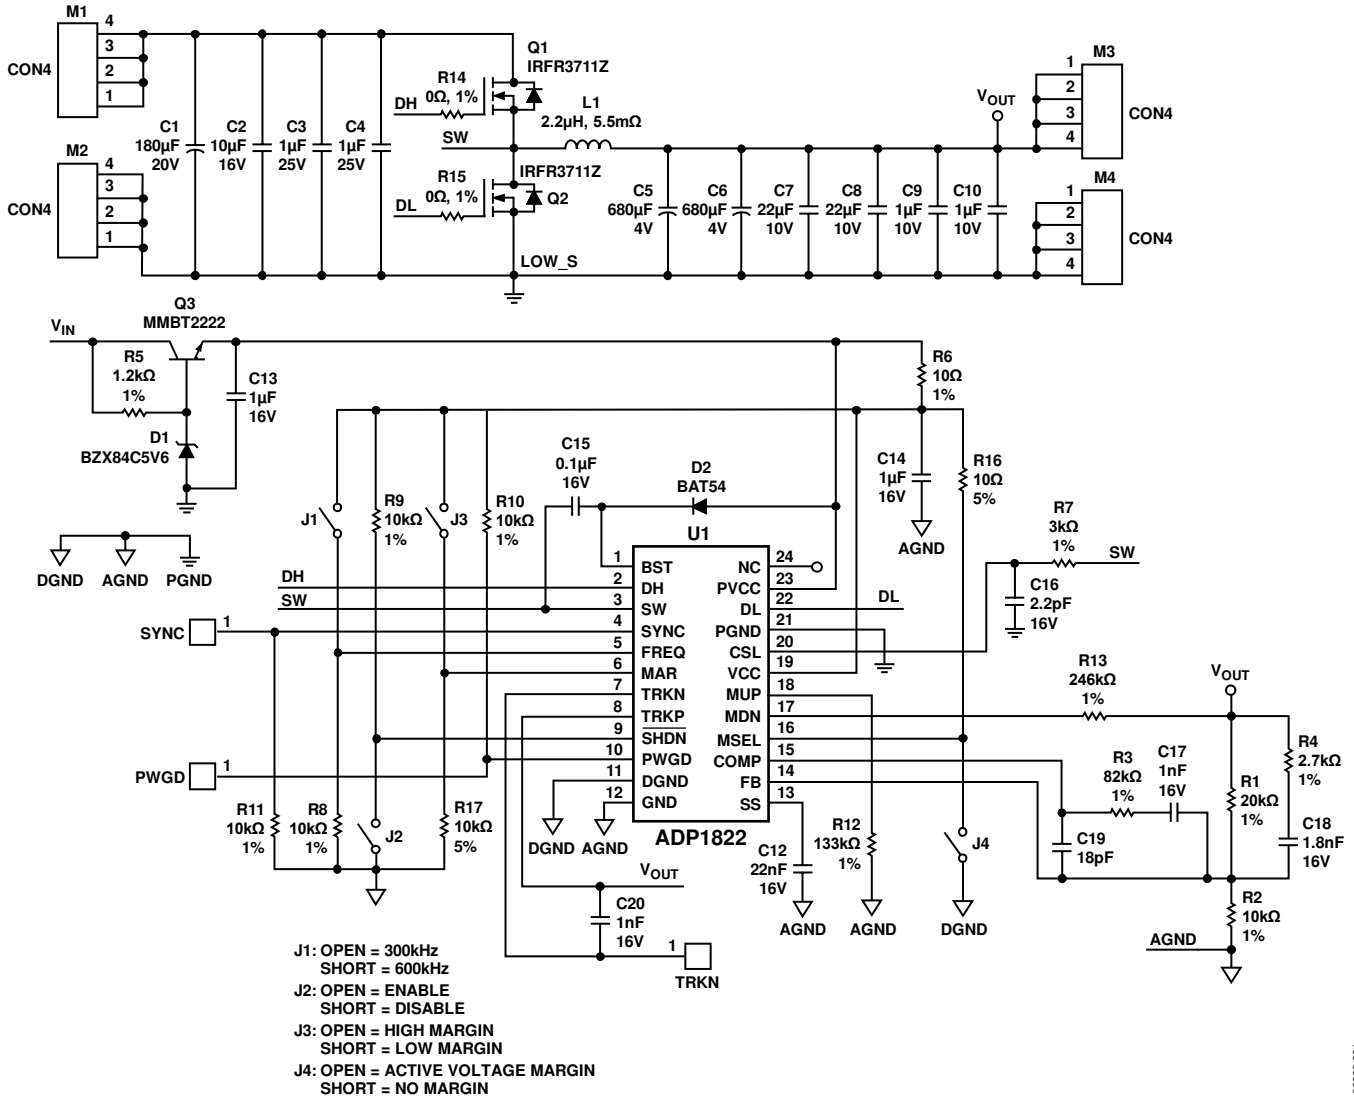 M1
CON4
4
3
2
1
M2
CON4
4
3
2
1
C1
180µF
20V
C2
10µF
16V
C3
1µF
25V
C4
1µF
25V
Q1
IRFR3711Z
R14
0Ω, 1%
DH
SW
R15
0Ω, 1%
DL
IRFR3711Z
Q2
L1
2.2µH, 5.5mΩ
LOW_S
C5
680µF
4V
C6
680µF
4V
C7
22µF
10V
C8
22µF
10V
C9
1µF
10V
C10
1µF
10V
VOUT
M3
CON4
1
2
3
4
M4
CON4
1
2
3
4
VIN
Q3
MMBT2222
R5
1.2kΩ
1%
C13
1µF
16V
D1
BZX84C5V6
DGND
AGND
PGND
R6
10Ω
1%
C14
1µF
16V
AGND
R16
10Ω
5%
C15
0.1µF
16V
D2
BAT54
J1
R9
10kΩ
1%
J3
R10
10kΩ
1%
R7
3kΩ
1%
SW
C16
2.2pF
16V
U1
1 BST
2 DH
3 SW
4 SYNC
5 FREQ
6 MAR
7 TRKN
8 TRKP
9 SHDN
10 PWGD
11 DGND
12 GND
NC 24
PVCC 23
DL 22
PGND 21
CSL 20
VCC 19
MUP 18
MDN 17
MSEL 16
COMP 15
FB 14
SS 13
ADP1822
DH
SW
DL
SYNC
1
PWGD
1
R11
10kΩ
1%
R8
10kΩ
1%
J2
R17
10kΩ
5%
DGND
AGND
VOUT
C20
1nF
16V
1
TRKN
C12
22nF
16V
AGND
R12
133kΩ
1%
AGND
J4
DGND
R13
246kΩ
1%
VOUT
R3
82kΩ
1%
C17
1nF
16V
C19
18pF
R1
20kΩ
1%
R4
2.7kΩ
1%
C18
1.8nF
16V
R2
10kΩ
1%
AGND
J1: OPEN = 300kHz
SHORT = 600kHz
J2: OPEN = ENABLE
SHORT = DISABLE
J3: OPEN = HIGH MARGIN
SHORT = LOW MARGIN
J4: OPEN = ACTIVE VOLTAGE MARGIN
SHORT = NO MARGIN